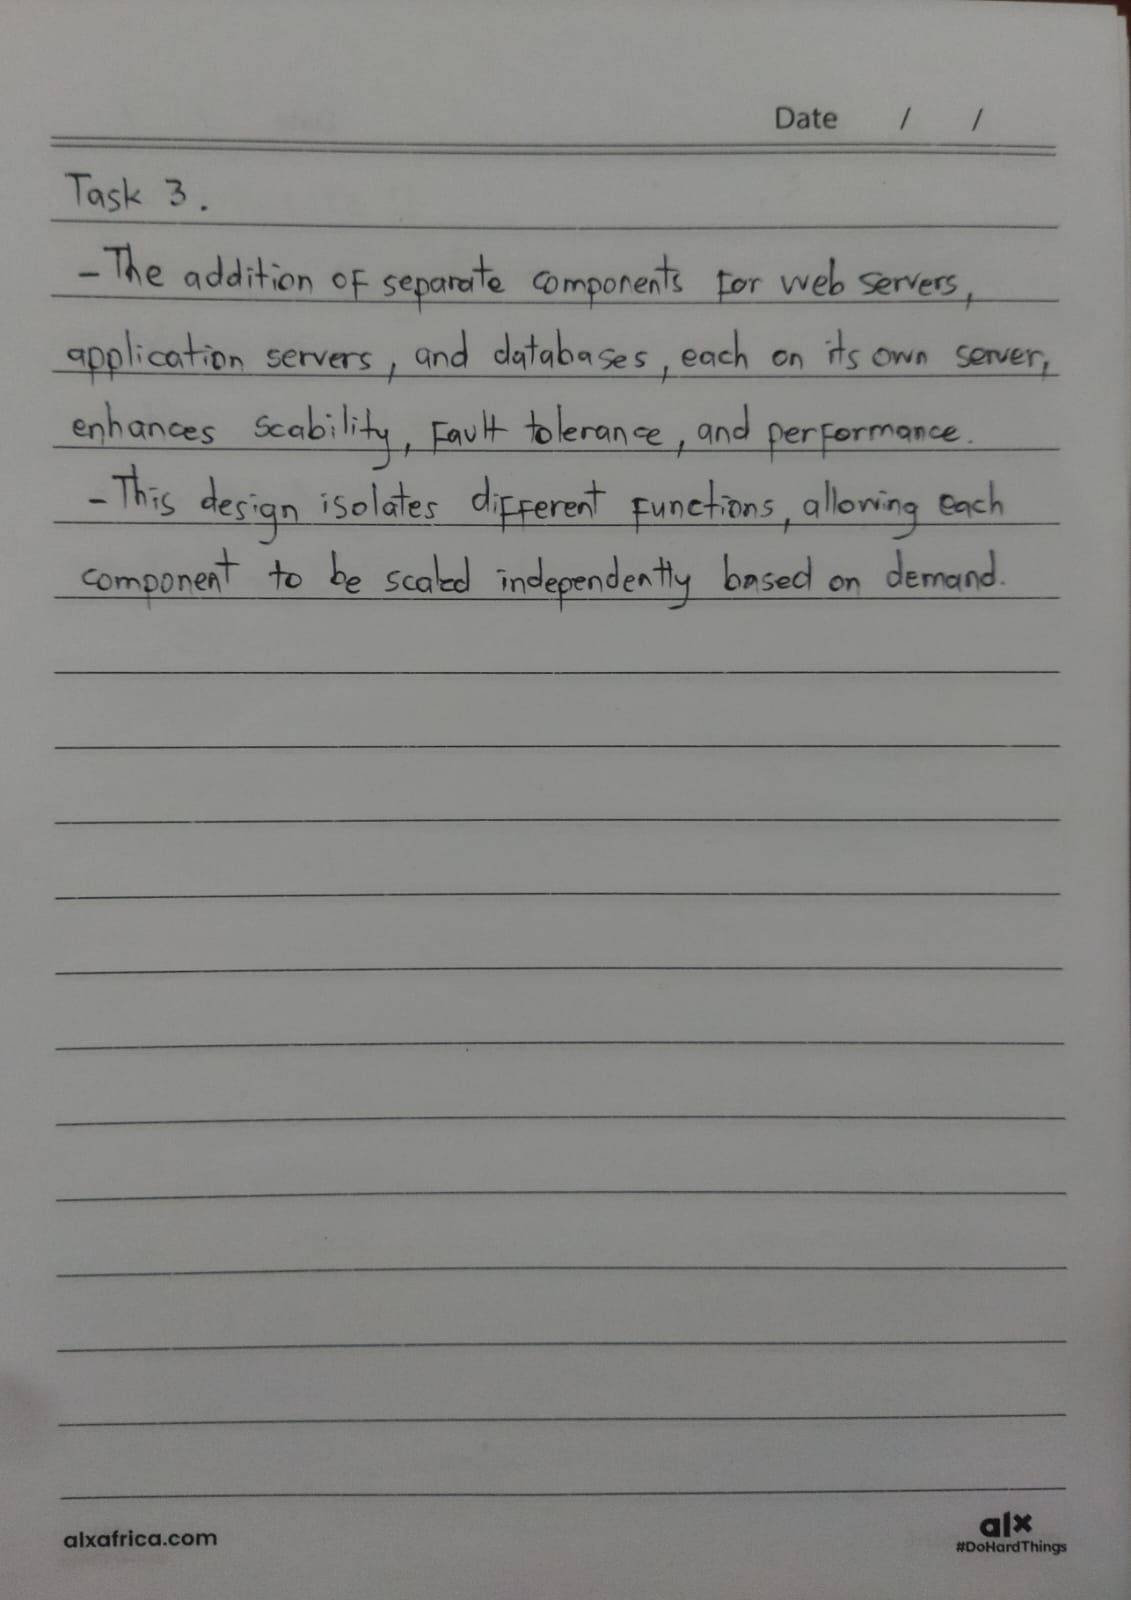 Date / /
Task 3.
- The addition of separate components for web servers,
application servers, and databases, each on its own server,
enhances scability, fault tolerance, and performance.
- This design isolates different functions, allowing each
component to be scaled independently based on demand.
alxafrica.com
alx
#DoHardThings